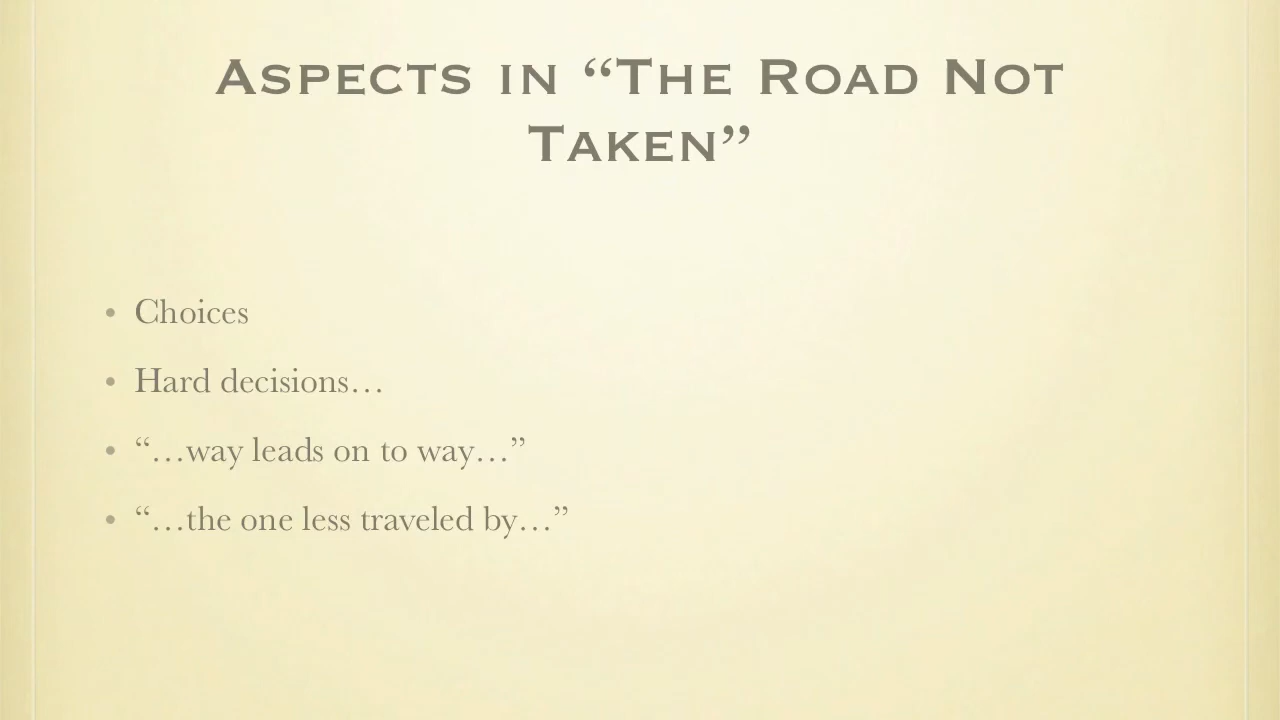 Aspects in “The Road Not
Taken”
• Choices
• Hard decisions…
• “…way leads on to way…”
• “…the one less traveled by…”